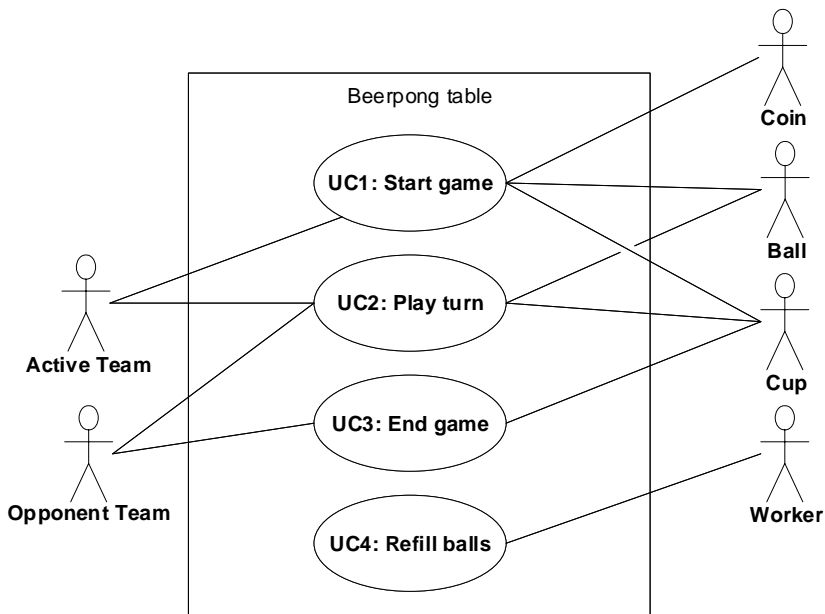 Beerpong table
Coin
UC1: Start game
Ball
UC2: Play turn
Active Team
Cup
UC3: End game
Opponent Team
Worker
UC4: Refill balls